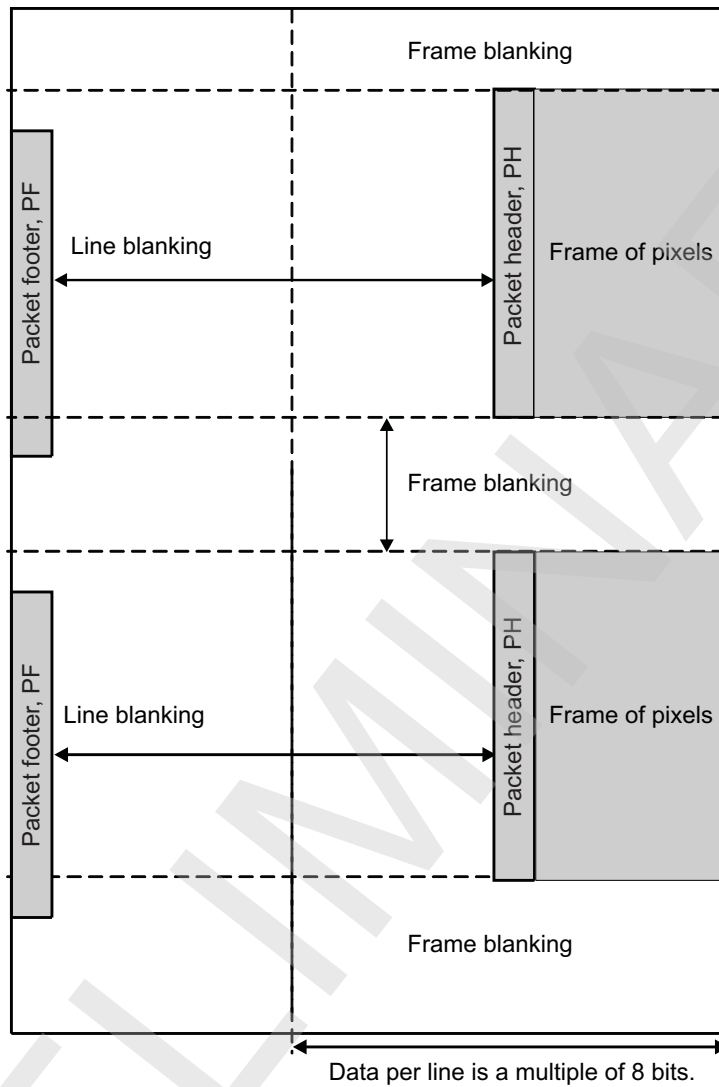 Frame blanking
Packet footer, PF
Line blanking
Packet header, PH
Frame of pixels
Frame blanking
Packet footer, PF
Line blanking
Packet header, PH
Frame of pixels
Frame blanking
Data per line is a multiple of 8 bits.